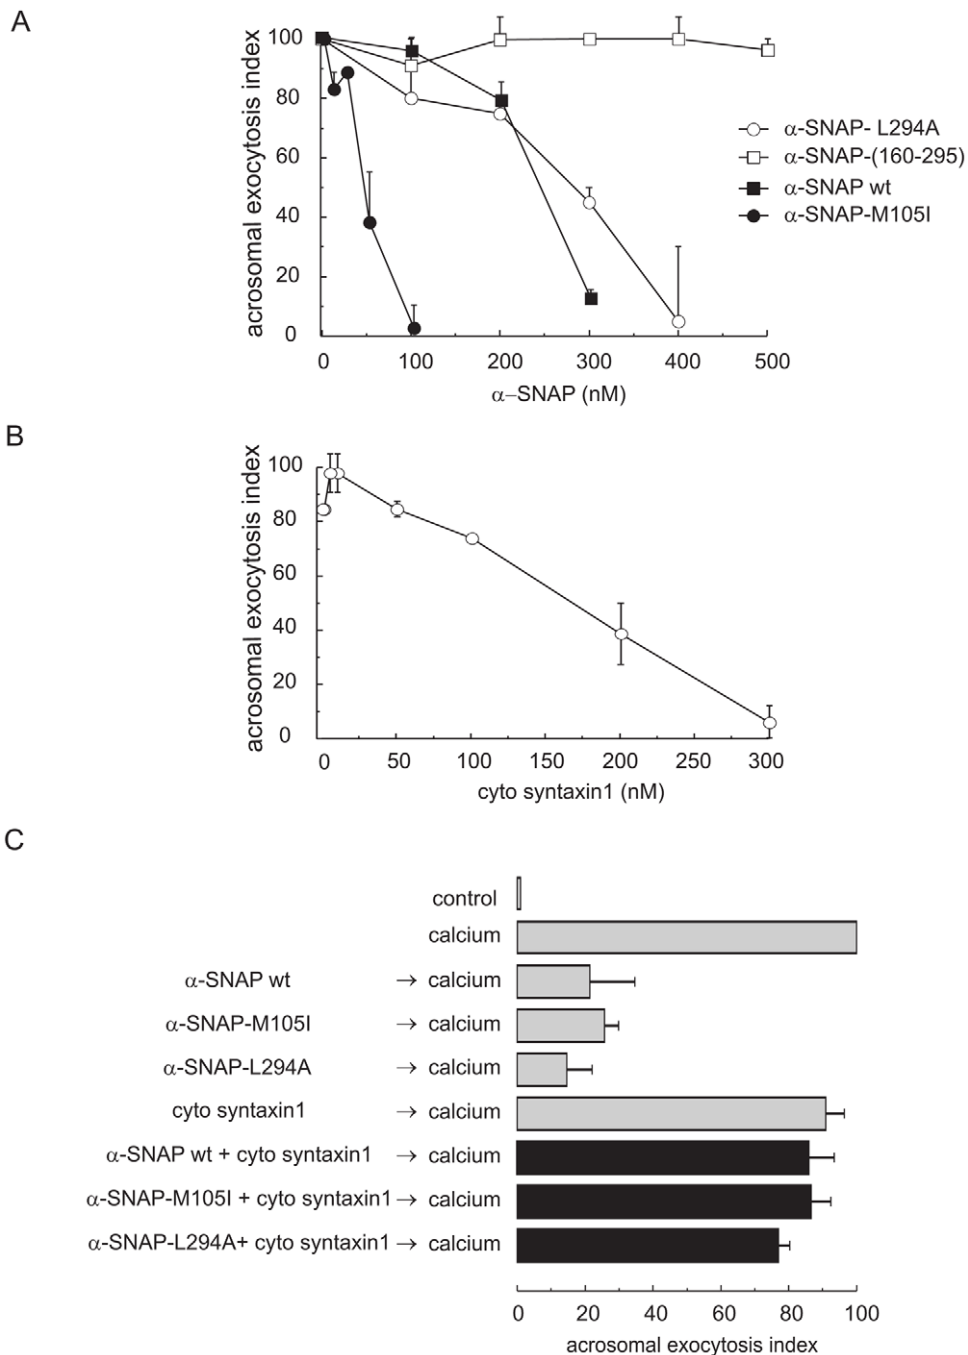 A
acrosomal exocytosis index
100
80
60
40
20
0
0 100 200 300 400 500
α–SNAP (nM)
α-SNAP- L294A
α-SNAP-(160-295)
α-SNAP wt
α-SNAP-M105I
B
acrosomal exocytosis index
100
80
60
40
20
0
0 50 100 150 200 250 300
cyto syntaxin1 (nM)
C
control
calcium
α-SNAP wt → calcium
α-SNAP-M105I → calcium
α-SNAP-L294A → calcium
cyto syntaxin1 → calcium
α-SNAP wt + cyto syntaxin1 → calcium
α-SNAP-M105I + cyto syntaxin1 → calcium
α-SNAP-L294A+ cyto syntaxin1 → calcium
0 20 40 60 80 100
acrosomal exocytosis index